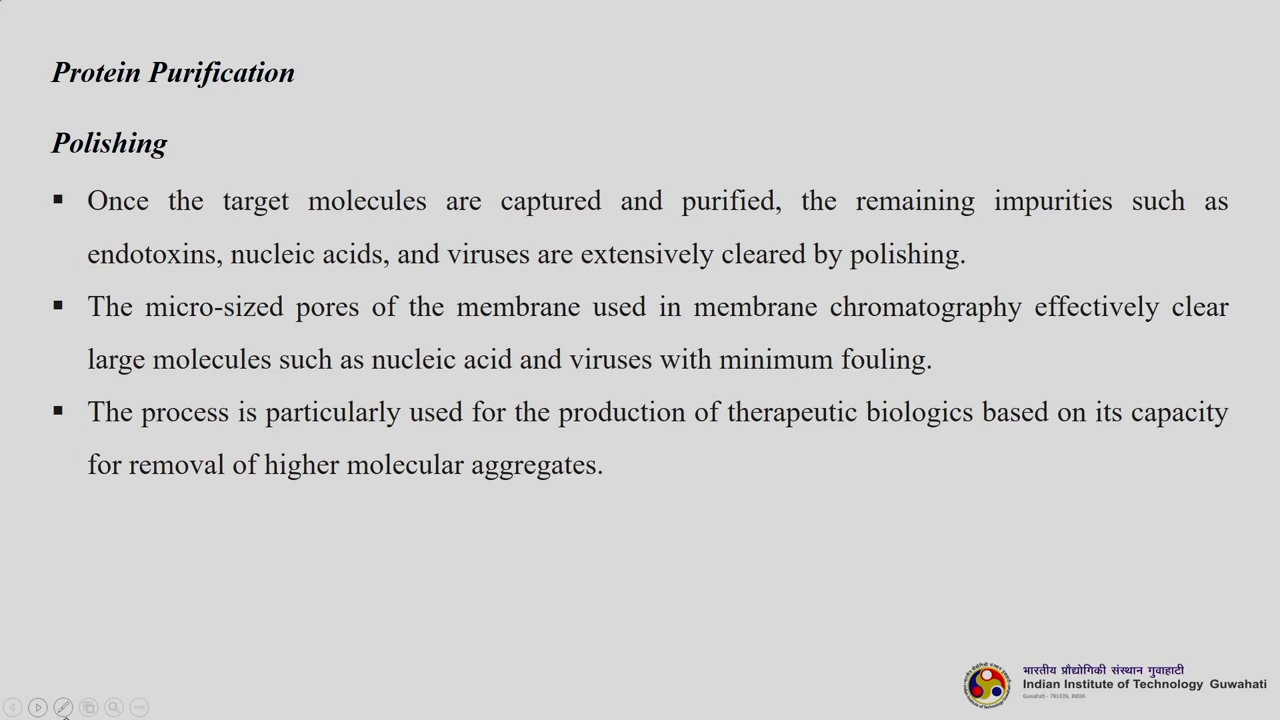 Protein Purification
Polishing
▪ Once the target molecules are captured and purified, the remaining impurities such as
endotoxins, nucleic acids, and viruses are extensively cleared by polishing.
▪ The micro-sized pores of the membrane used in membrane chromatography effectively clear
large molecules such as nucleic acid and viruses with minimum fouling.
▪ The process is particularly used for the production of therapeutic biologics based on its capacity
for removal of higher molecular aggregates.
भारतीय प्रौद्योगिकी संस्थान गुवाहाटी
Indian Institute of Technology Guwahati
Guwahati - 781039, INDIA